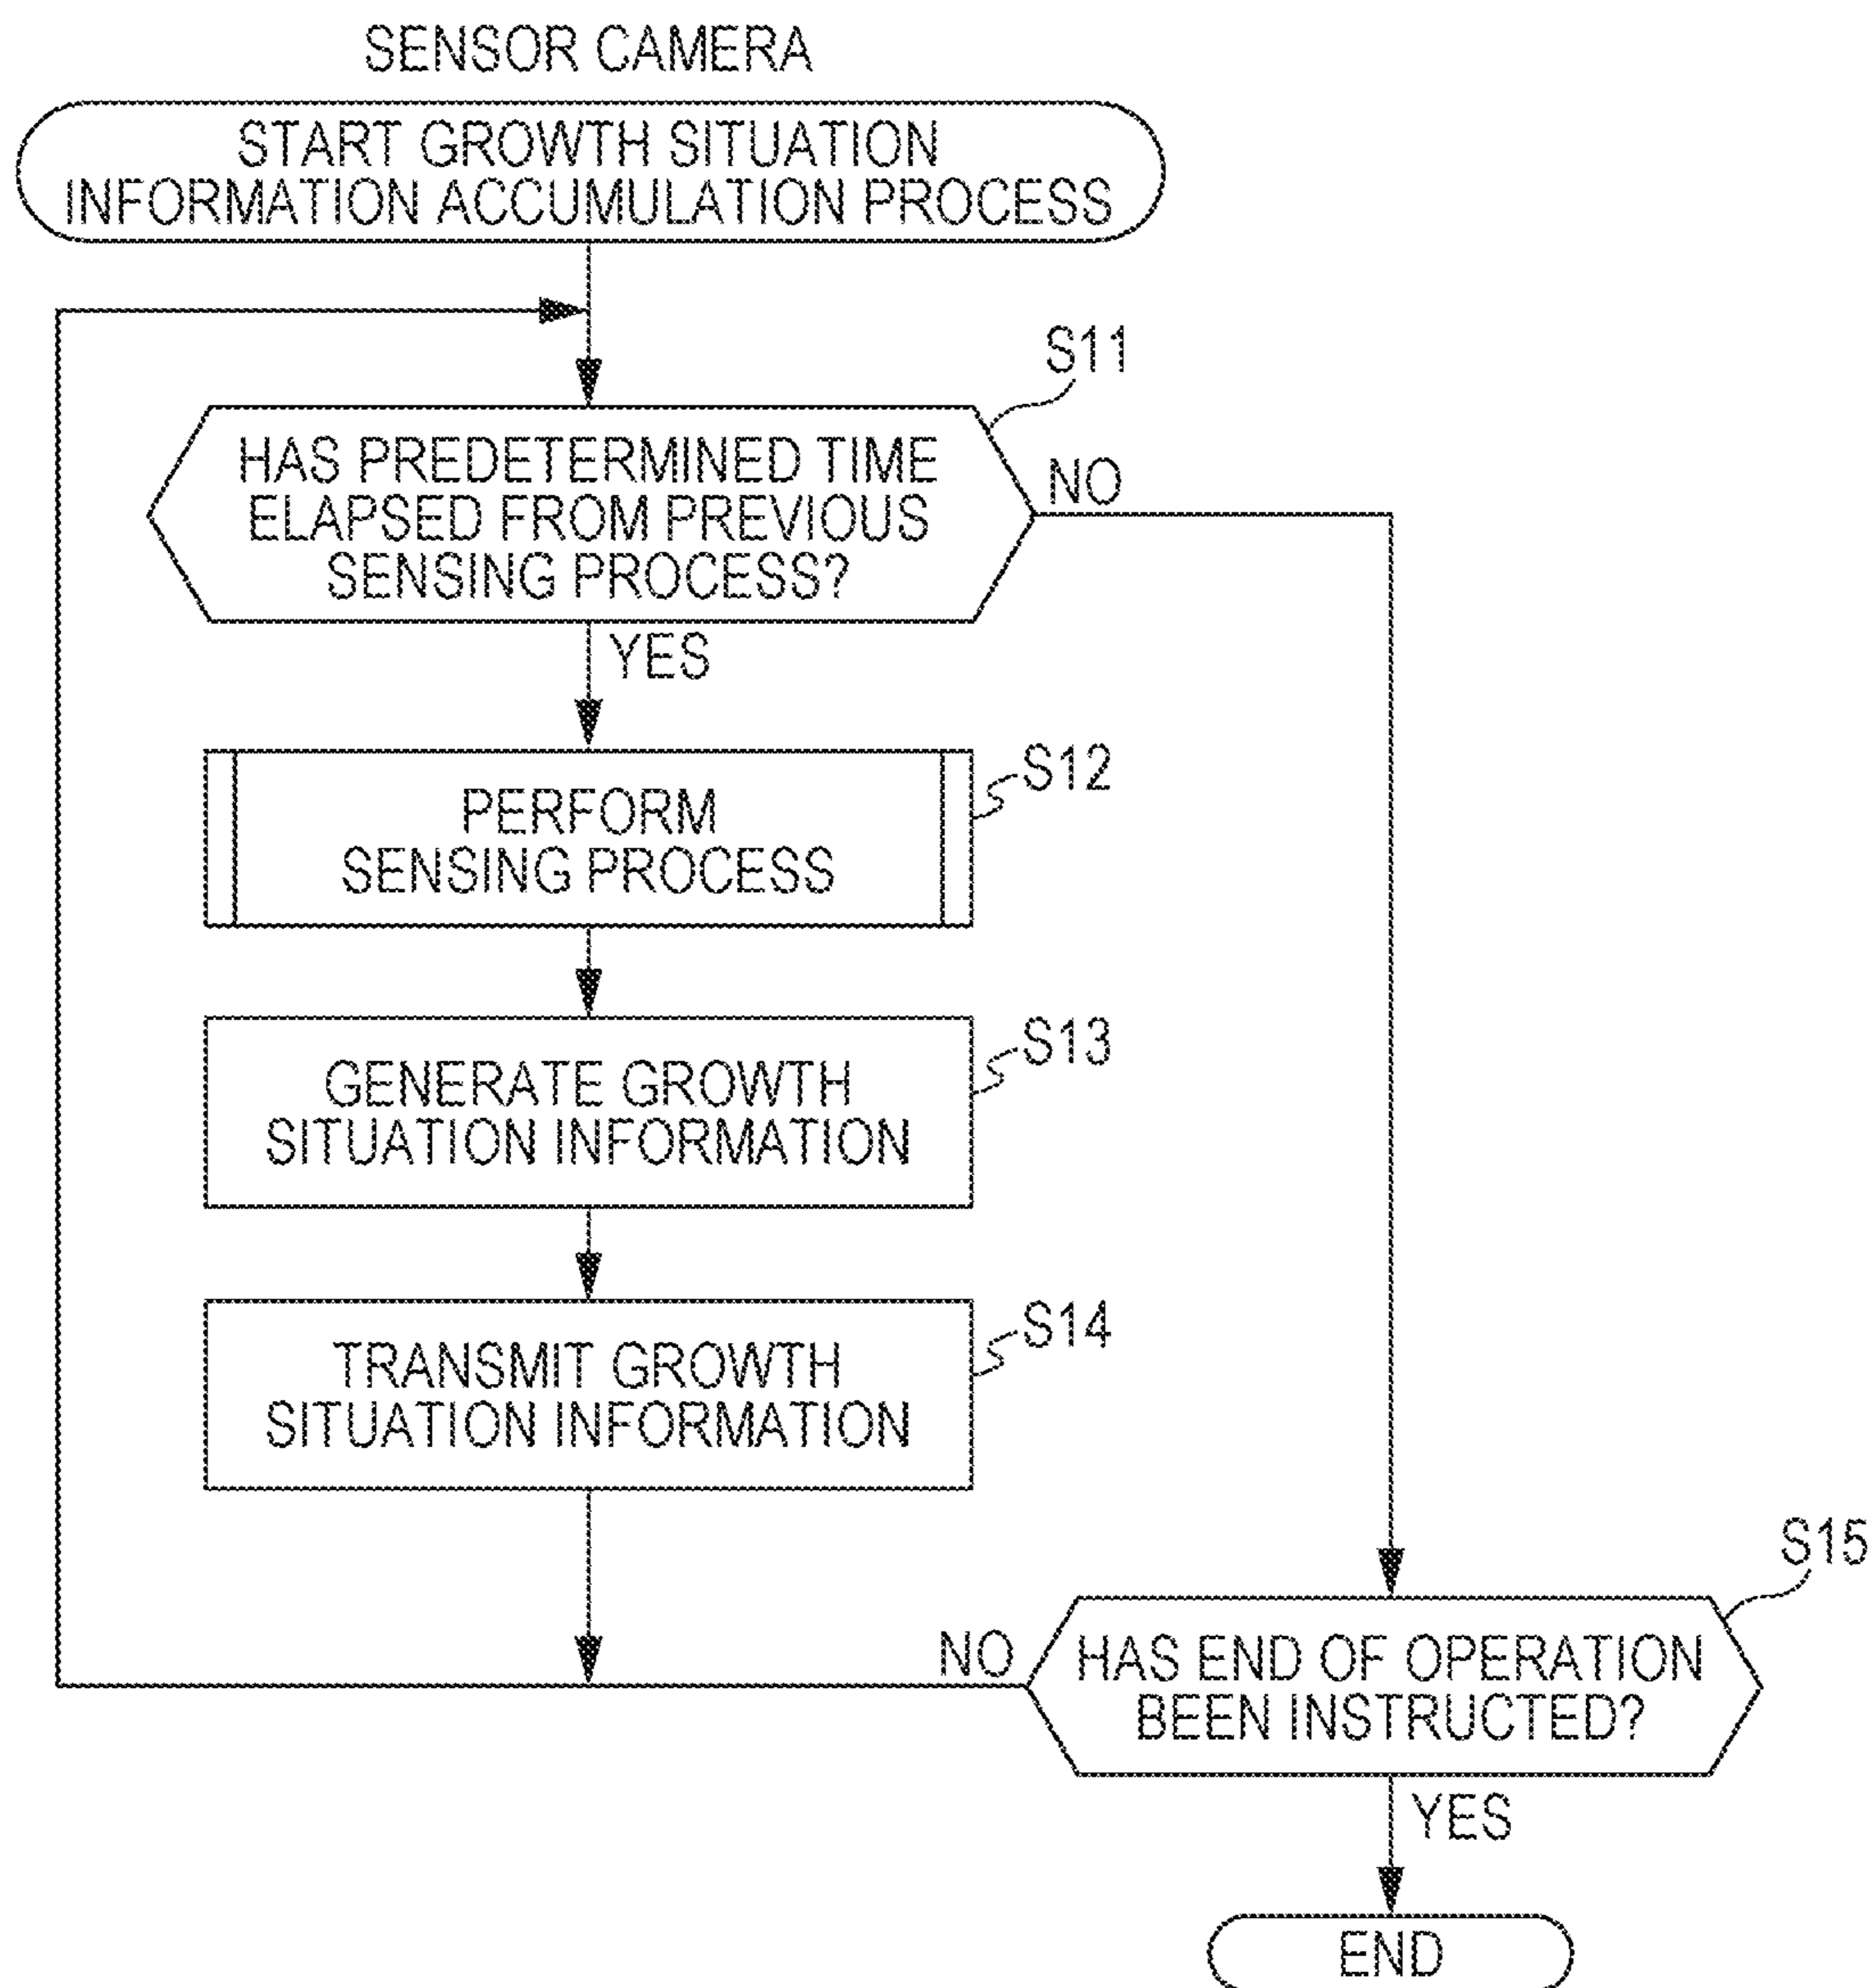 SENSOR CAMERA
START GROWTH SITUATION
INFORMATION ACCUMULATION PROCESS
S11
HAS PREDETERMINED TIME
ELAPSED FROM PREVIOUS
SENSING PROCESS?
NO
YES
S12
PERFORM
SENSING PROCESS
S13
GENERATE GROWTH
SITUATION INFORMATION
S14
TRANSMIT GROWTH
SITUATION INFORMATION
S15
NO
HAS END OF OPERATION
BEEN INSTRUCTED?
YES
END